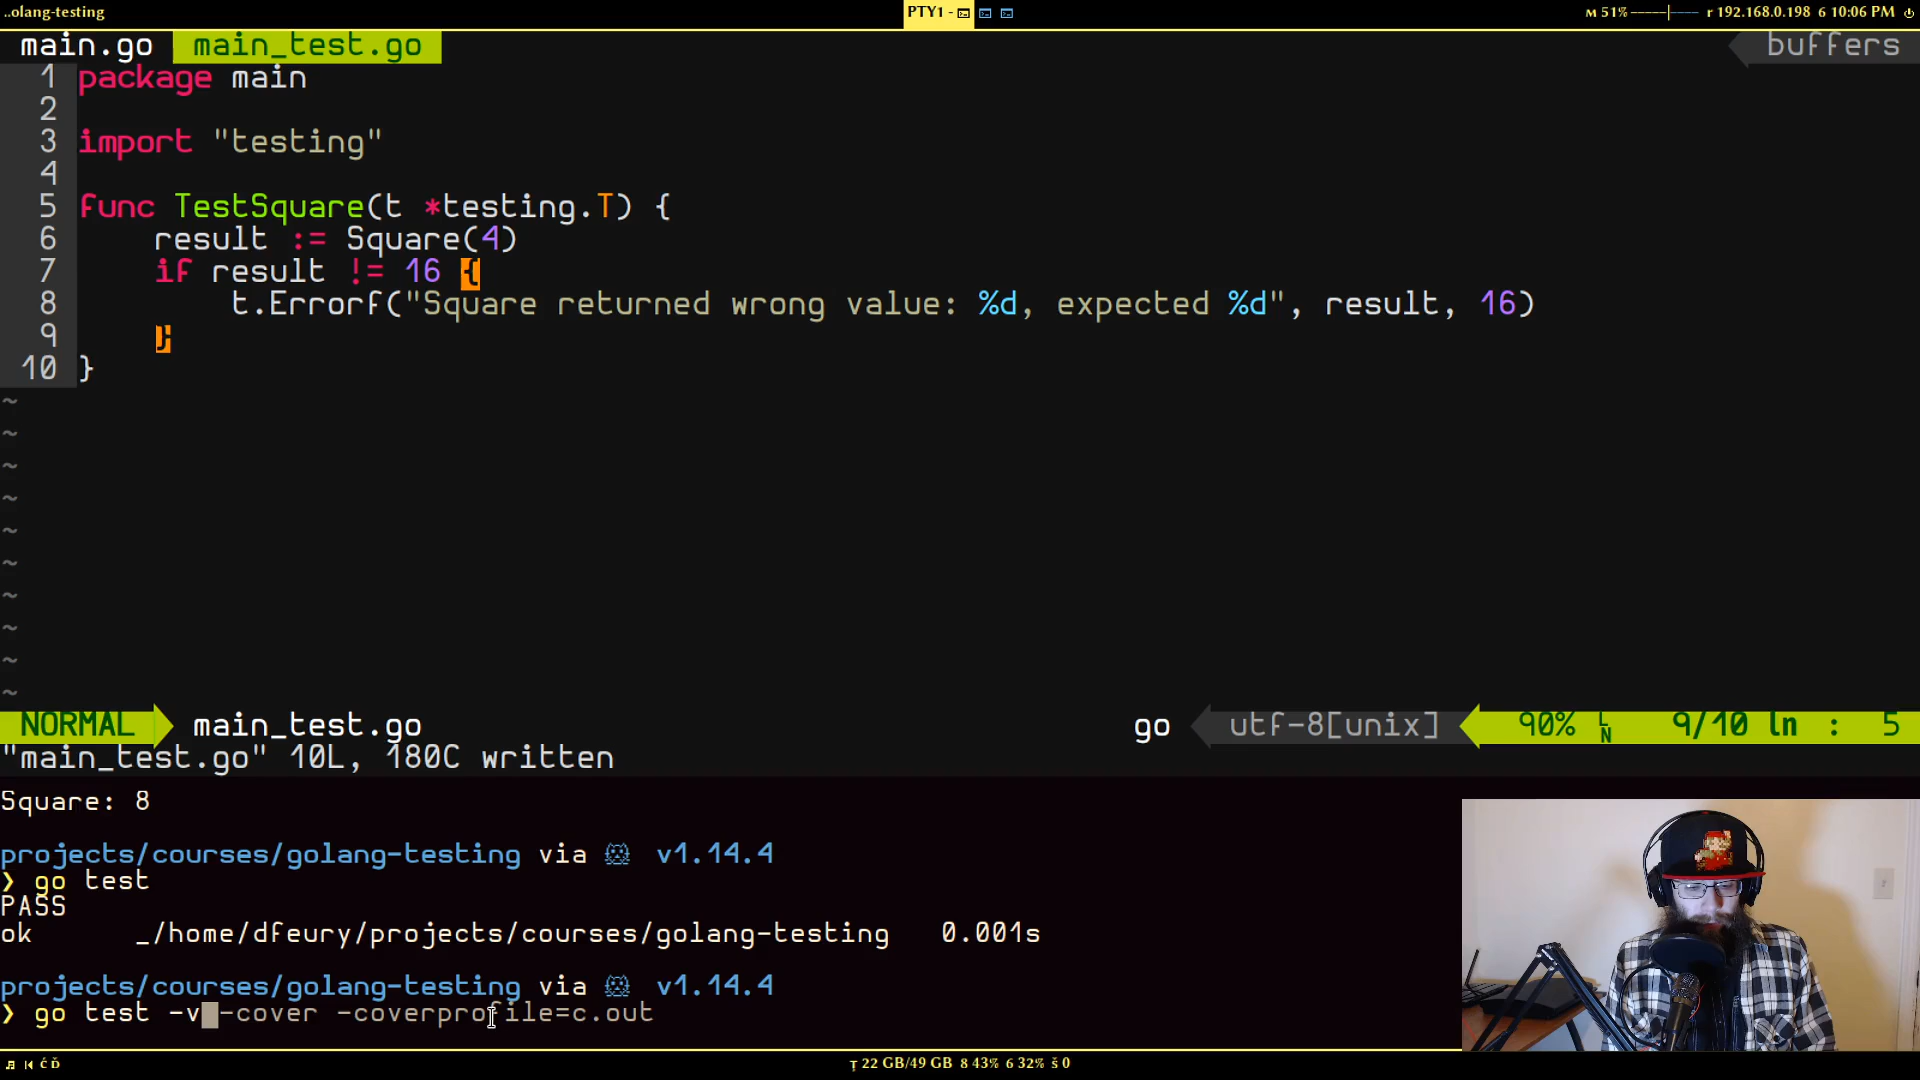 ..olang-testing
PTY1 -
м 51%
r 192.168.0.198 6 10:06 PM
main.go main_test.go
buffers
1 package main
2
3 import "testing"
4
5 func TestSquare(t *testing.T) {
6 result := Square(4)
7 if result != 16 {
8 t.Errorf("Square returned wrong value: %d, expected %d", result, 16)
9 }
10 }
~
~
~
~
~
~
~
~
~
~
NORMAL main_test.go
go utf-8[unix] 90% LN 9/10 ln : 5
"main_test.go" 10L, 180C written
Square: 8
projects/courses/golang-testing via v1.14.4
❯ go test
PASS
ok _/home/dfeury/projects/courses/golang-testing 0.001s
projects/courses/golang-testing via v1.14.4
❯ go test -v -cover -coverprofile=c.out
ć Ď
Ţ 22 GB/49 GB 8 43% 6 32% š 0